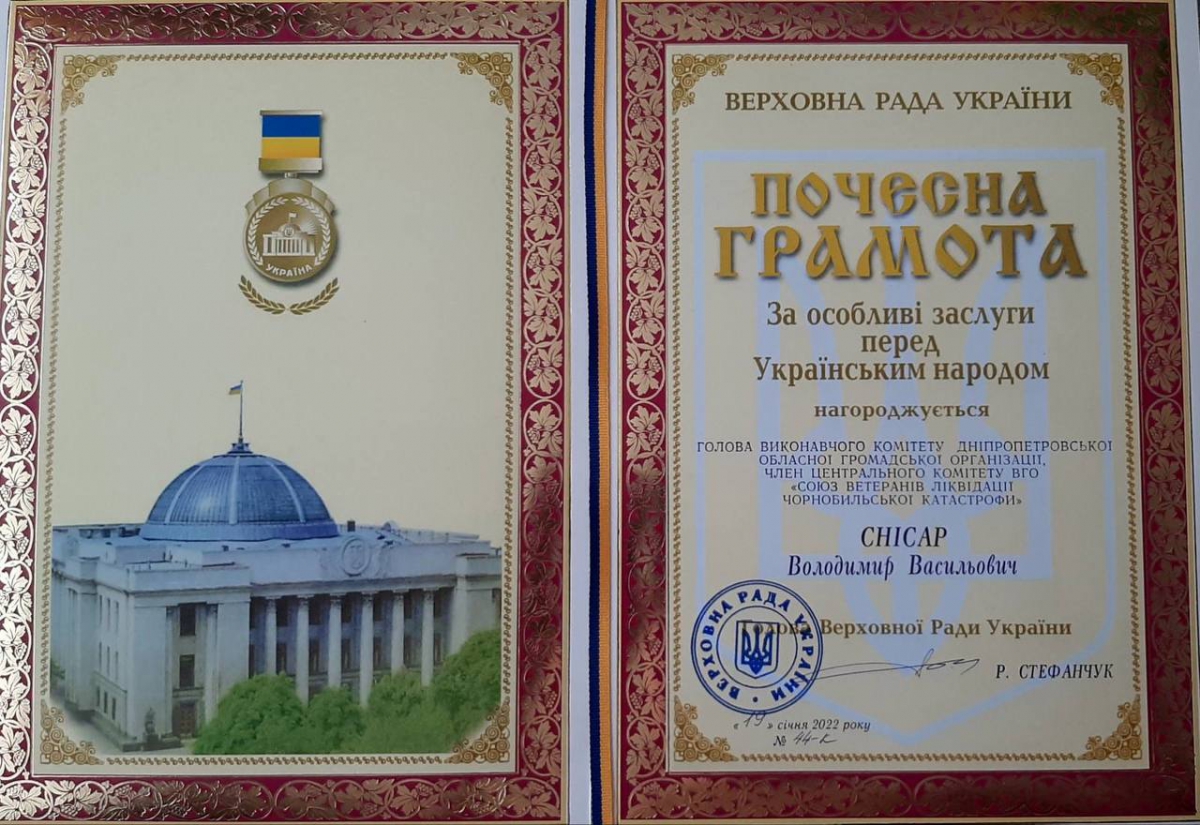 УКРАЇНА
ВЕРХОВНА РАДА УКРАЇНИ
ПОЧЕСНА
ГРАМОТА
За особливі заслуги
перед
Українським народом
нагороджується
ГОЛОВА ВИКОНАВЧОГО КОМІТЕТУ ДНІПРОПЕТРОВСЬКОЇ
ОБЛАСНОЇ ГРОМАДСЬКОЇ ОРГАНІЗАЦІЇ,
ЧЛЕН ЦЕНТРАЛЬНОГО КОМІТЕТУ ВГО
«СОЮЗ ВЕТЕРАНІВ ЛІКВІДАЦІЇ
ЧОРНОБИЛЬСЬКОЇ КАТАСТРОФИ»
СНІСАР
Володимир Васильович
Голова Верховної Ради України
ВЕРХОВНА РАДА УКРАЇНИ
Р. СТЕФАНЧУК
«19» січня 2022 року
№ 44-к